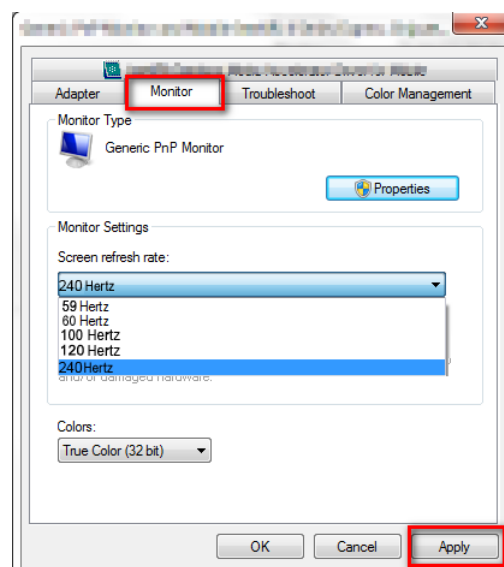 Adapter Monitor Troubleshoot Color Management
Monitor Type
Generic PnP Monitor
Properties
Monitor Settings
Screen refresh rate:
240 Hertz
59 Hertz
60 Hertz
100 Hertz
120 Hertz
240Hertz
and/or damaged hardware.
Colors:
True Color (32 bit)
OK Cancel Apply